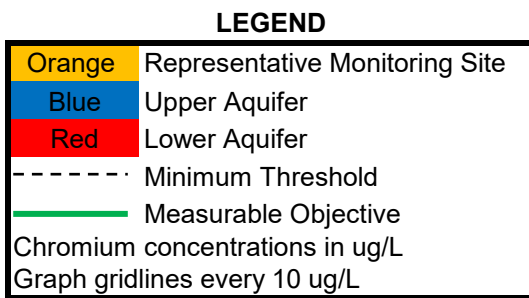 LEGEND
Orange Representative Monitoring Site
Blue Upper Aquifer
Red Lower Aquifer
Minimum Threshold
Measurable Objective
Chromium concentrations in ug/L
Graph gridlines every 10 ug/L